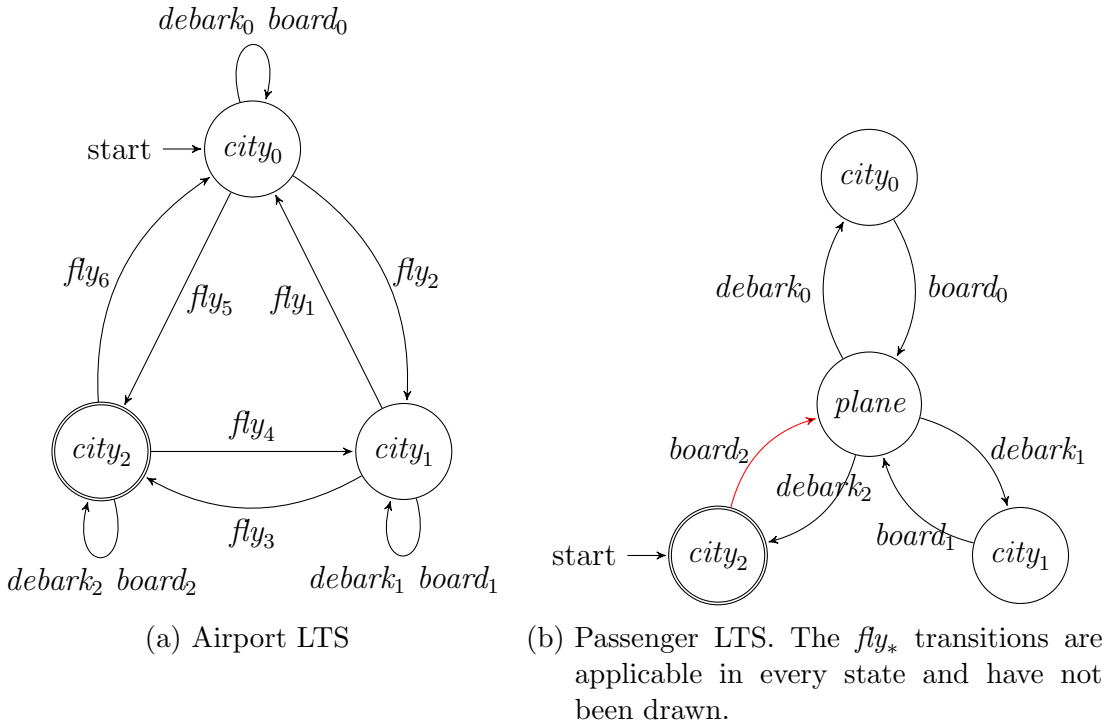 debark₀ board₀
start
city₀
fly₆
fly₅
fly₁
fly₂
city₂
fly₄
city₁
fly₃
debark₂ board₂
debark₁ board₁
(a) Airport LTS
city₀
debark₀
board₀
plane
board₂
debark₂
debark₁
board₁
start
city₂
city₁
(b) Passenger LTS. The fly∗ transitions are
applicable in every state and have not
been drawn.